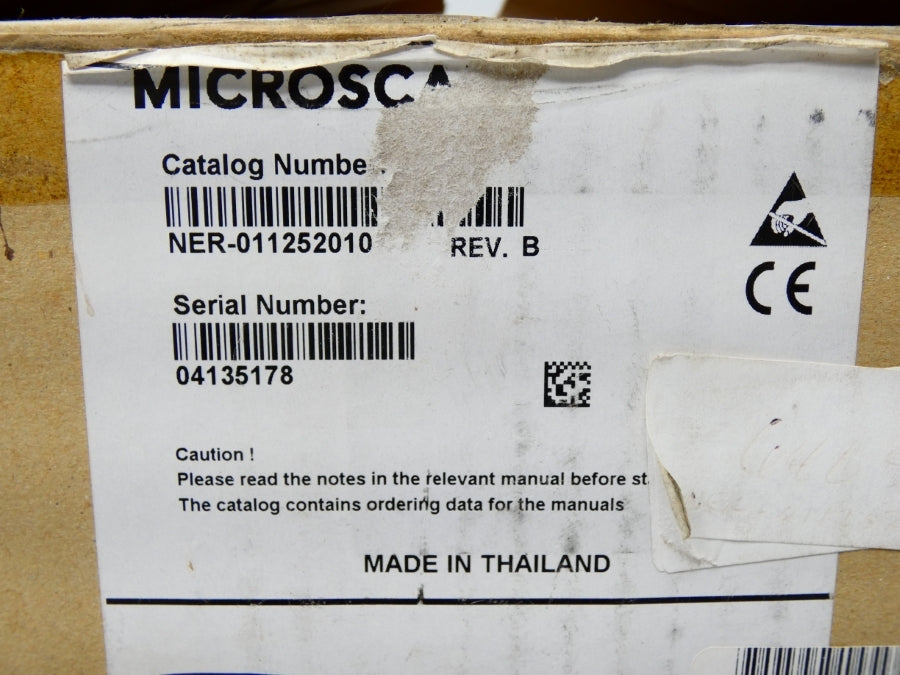 MICROSCA
Catalog Numbe
NER-011252010 REV. B
CE
Serial Number:
04135178
Caution !
Please read the notes in the relevant manual before st
The catalog contains ordering data for the manuals
MADE IN THAILAND